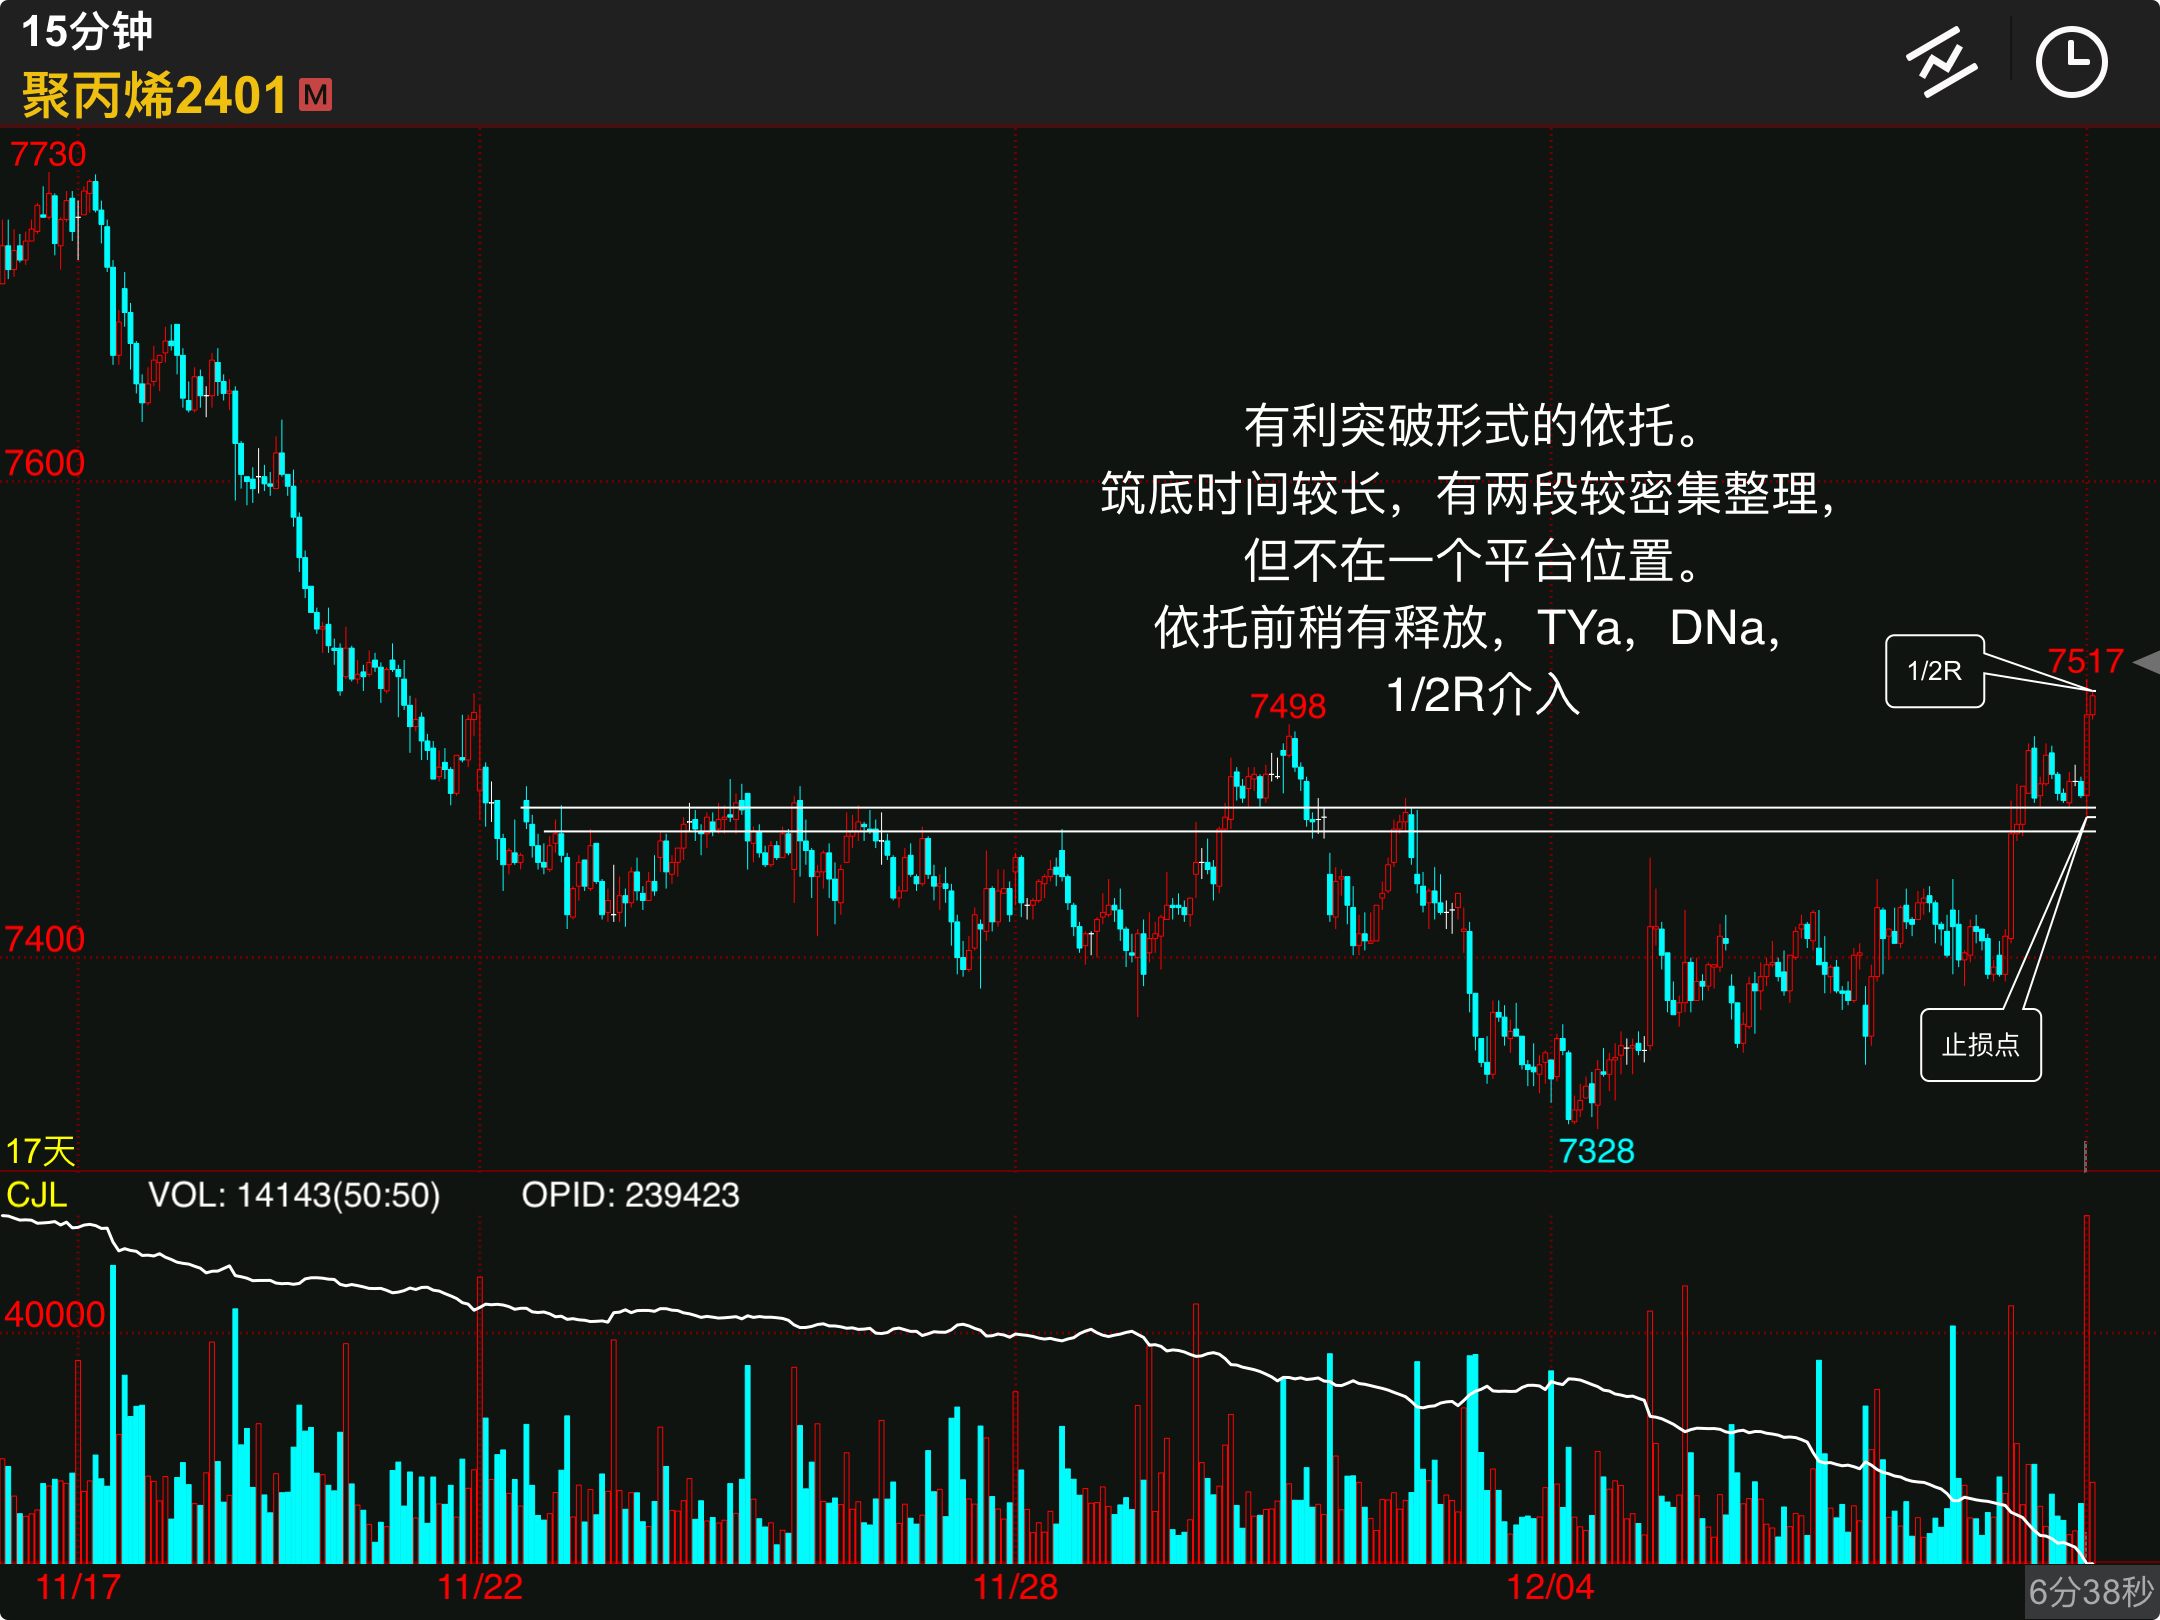 15分钟
聚丙烯2401 M
7730
7600
有利突破形式的依托。
筑底时间较长，有两段较密集整理，
但不在一个平台位置。
依托前稍有释放，TYa，DNa，
1/2R介入
1/2R
7517
7498
7400
止损点
17天
7328
CJL VOL: 14143(50:50) OPID: 239423
40000
11/17 11/22 11/28 12/04 6分38秒